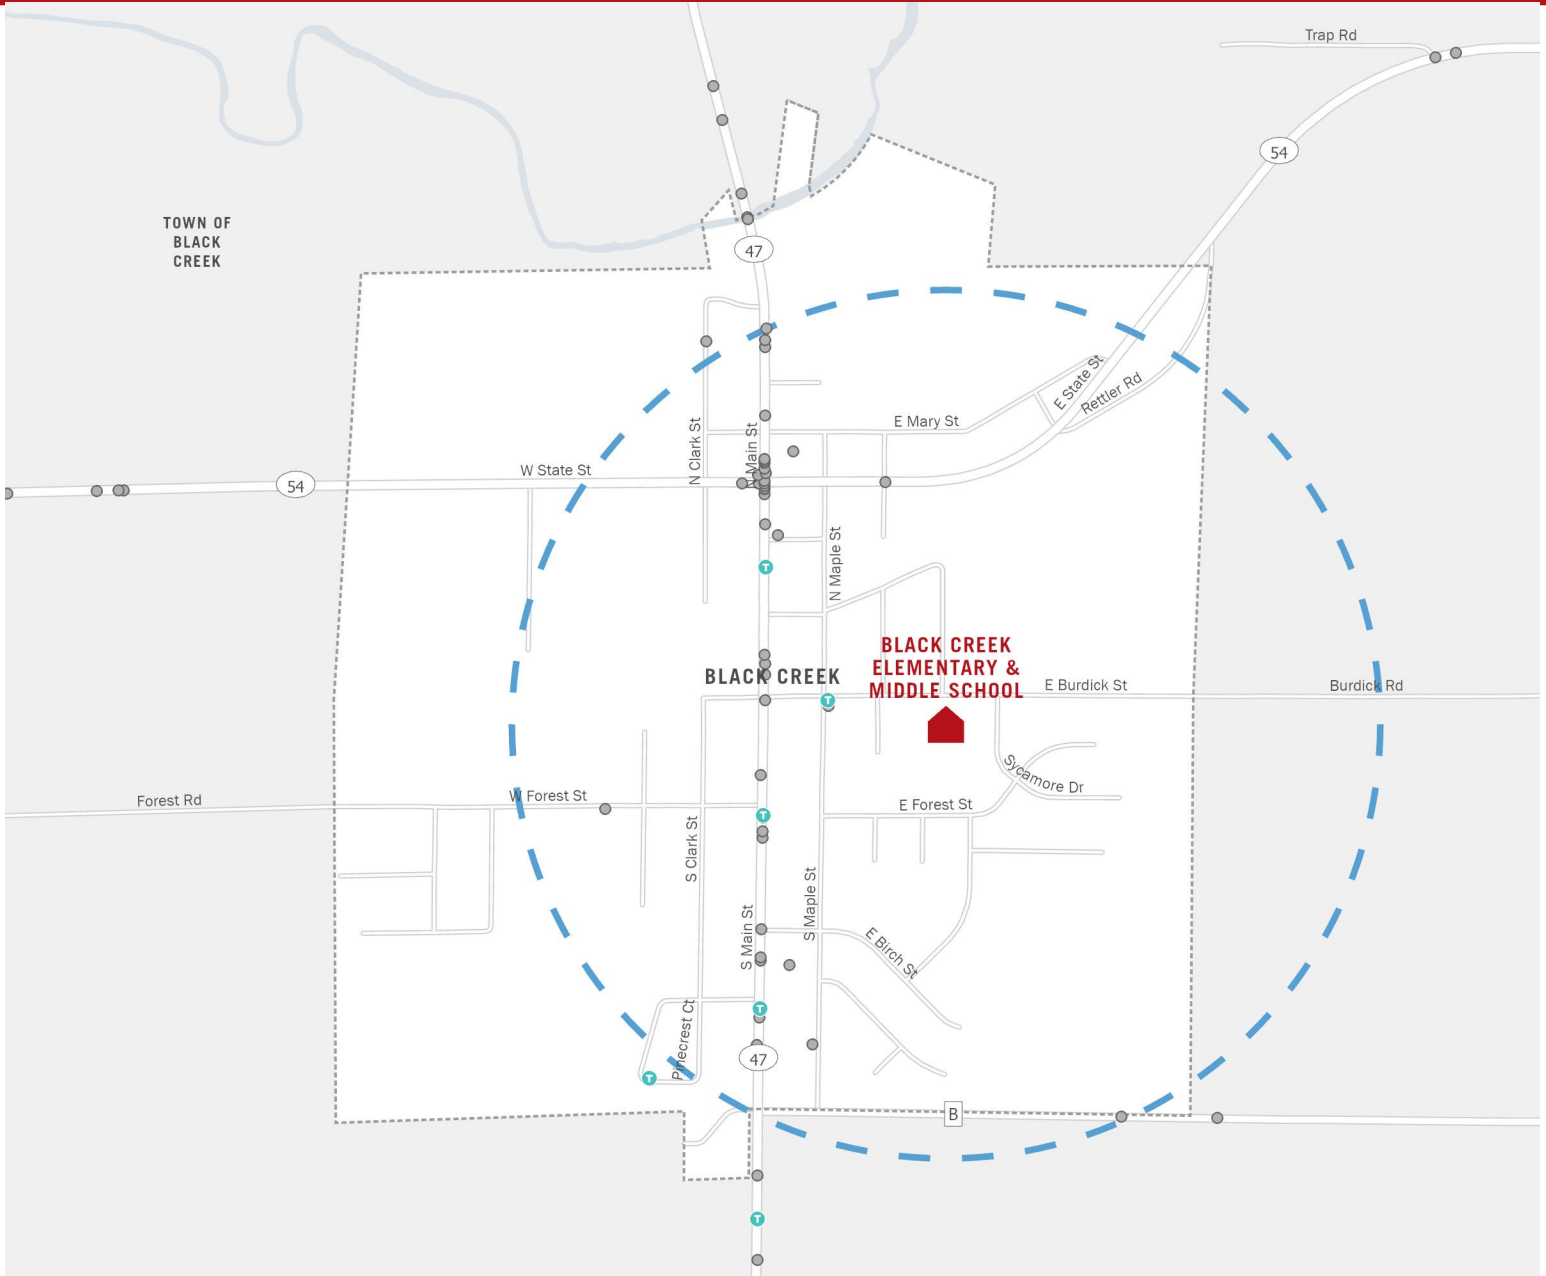 Trap Rd
54
TOWN OF
BLACK
CREEK
47
E State St
Rettler Rd
E Mary St
N Clark St
N Main St
W State St
54
N Maple St
T
BLACK CREEK
ELEMENTARY &
MIDDLE SCHOOL
BLACK CREEK
E Burdick St
Burdick Rd
T
Sycamore Dr
Forest Rd
W Forest St
E Forest St
T
S Clark St
S Maple St
S Main St
E Birch St
T
Pinecrest Ct
47
T
B
T